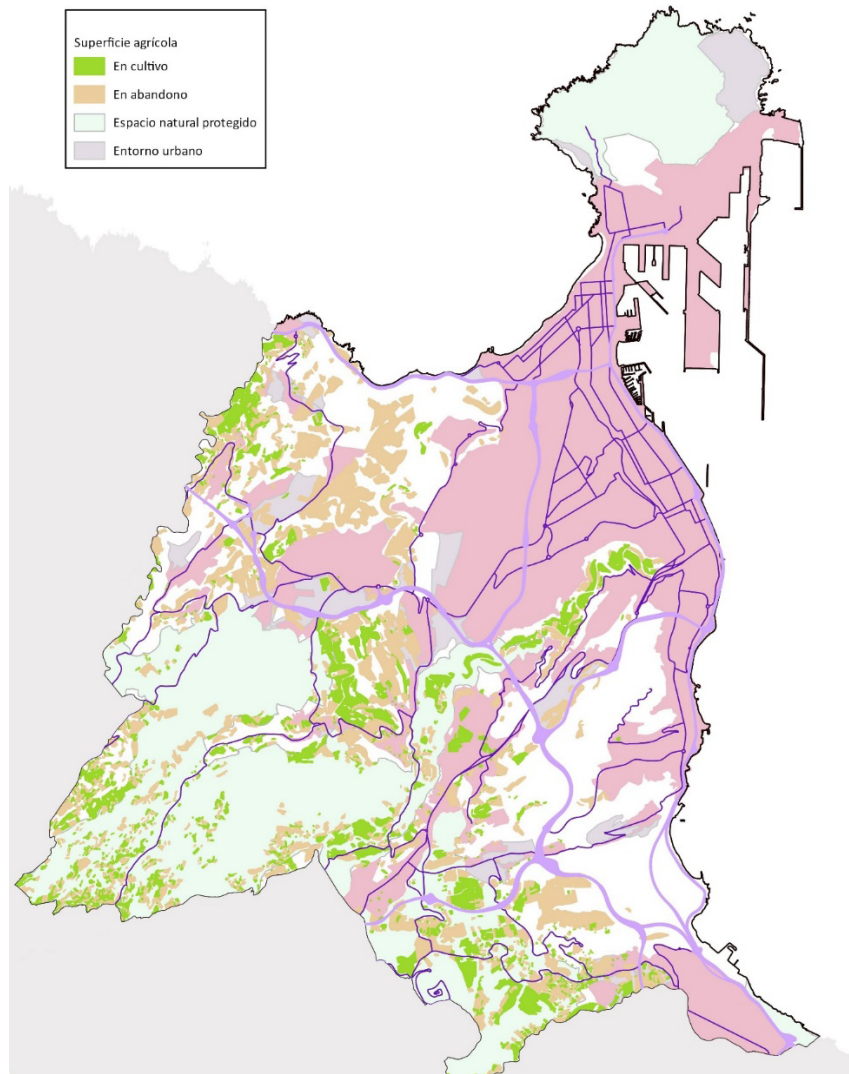 Superficie agrícola
En cultivo
En abandono
Espacio natural protegido
Entorno urbano